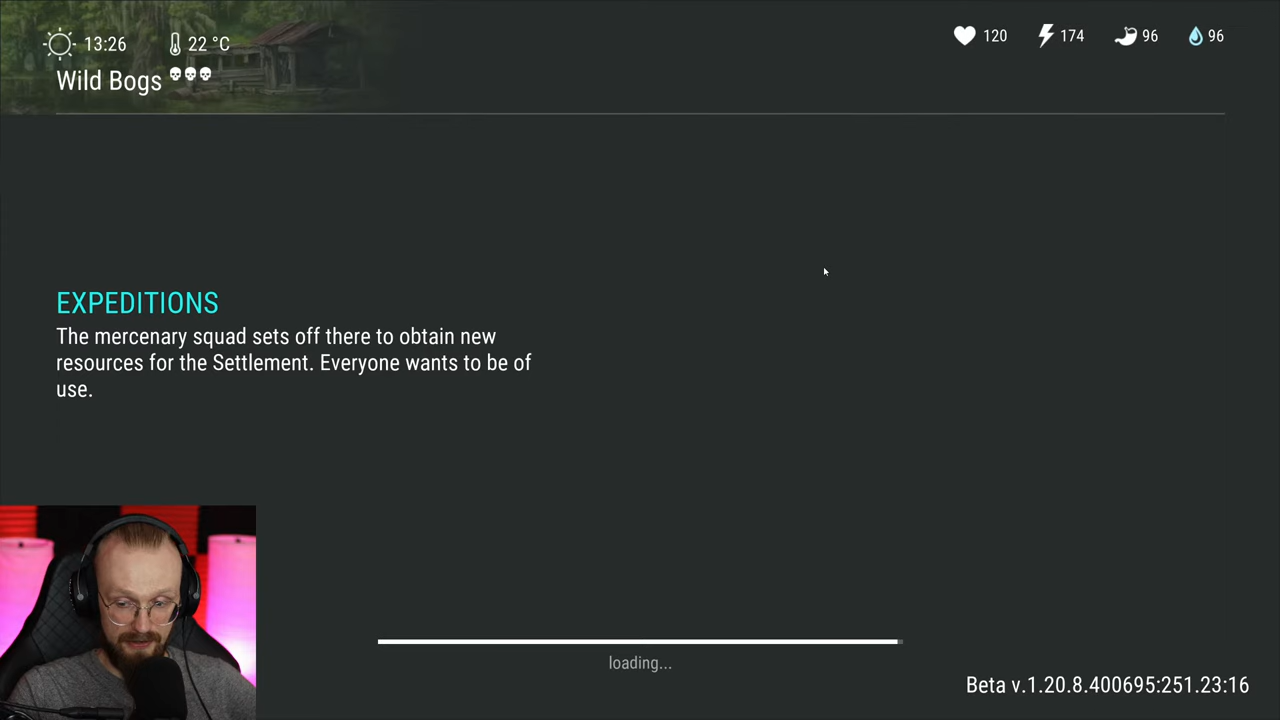 13:26 22 °C 120 174 96 96
Wild Bogs
EXPEDITIONS
The mercenary squad sets off there to obtain new
resources for the Settlement. Everyone wants to be of
use.
loading...
Beta v.1.20.8.400695:251.23:16